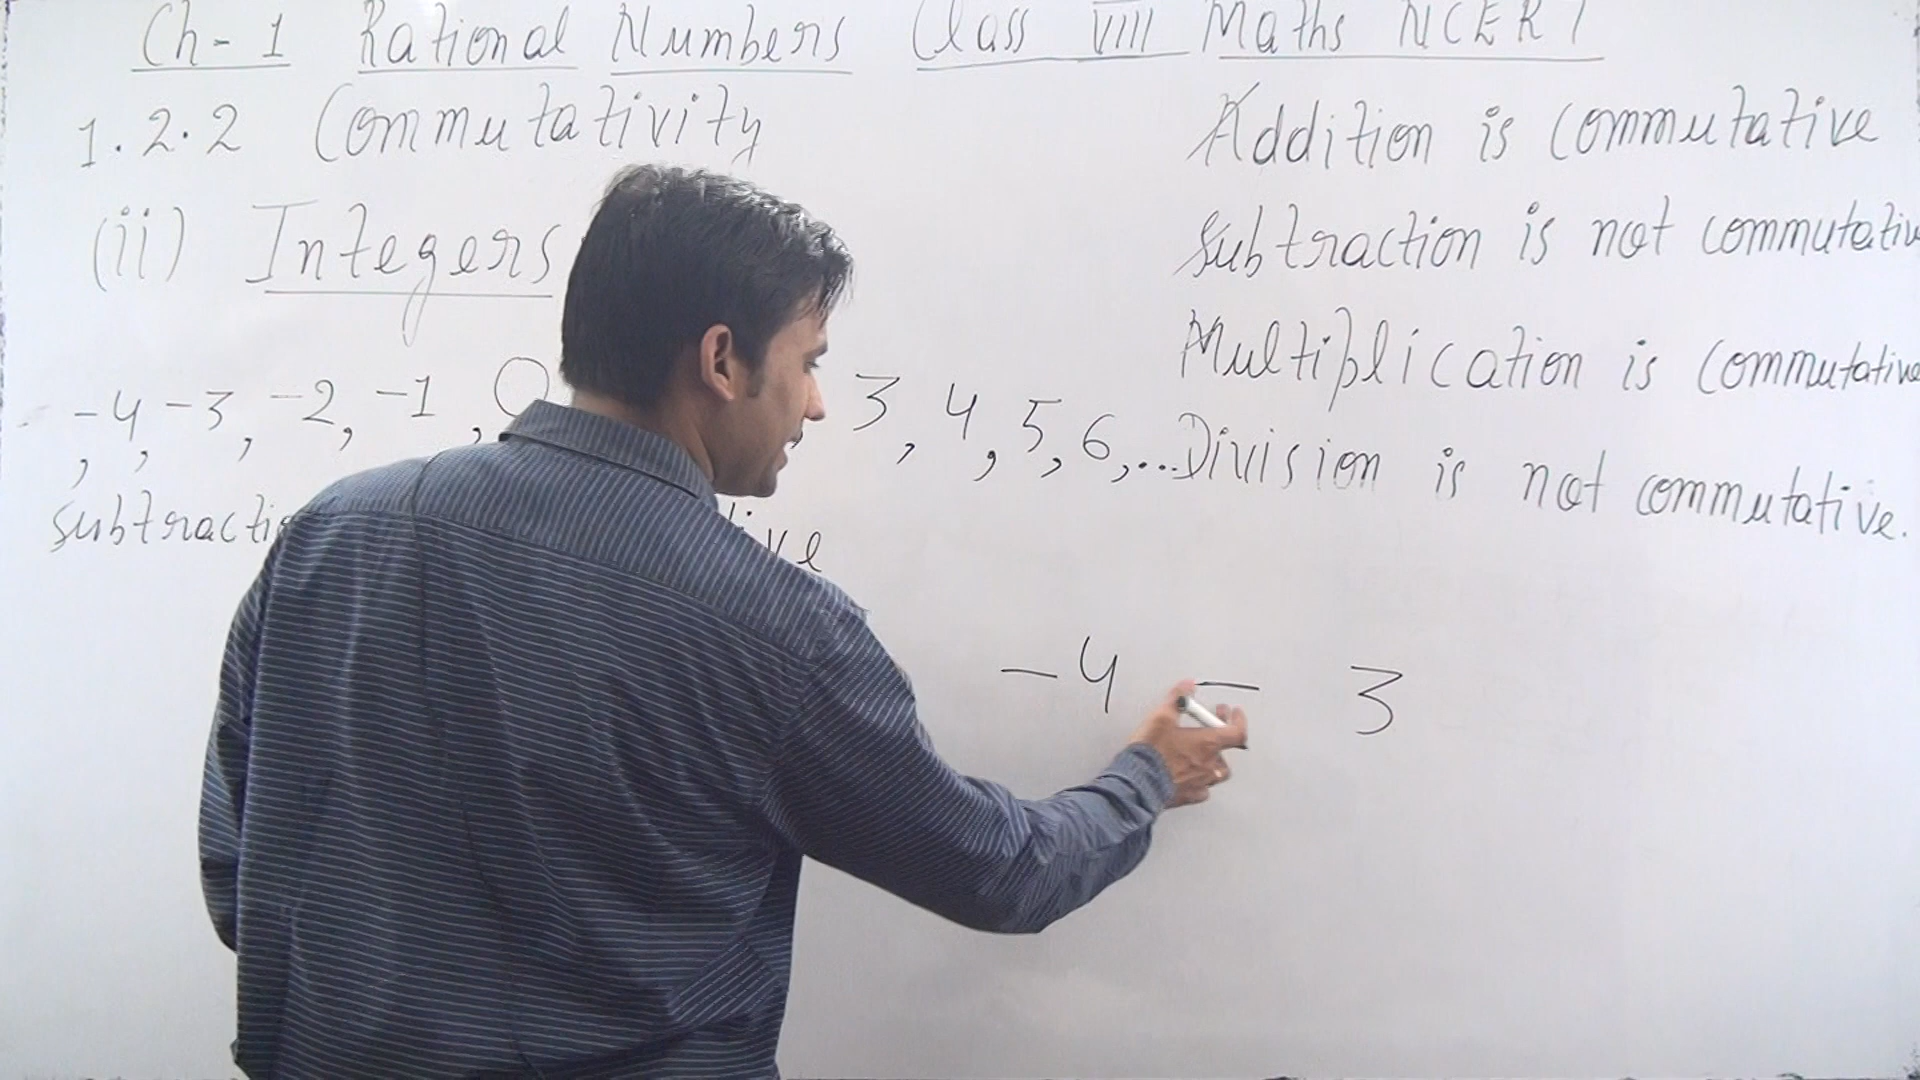 Ch-1 Rational Numbers Class VIII Maths NCERT
1.2.2 Commutativity
(ii) Integers
, -4, -3, -2, -1, 0 3, 4, 5, 6, ...
Addition is commutative
Subtraction is not commutative
Multiplication is commutative
Division is not commutative.
-4 - 3